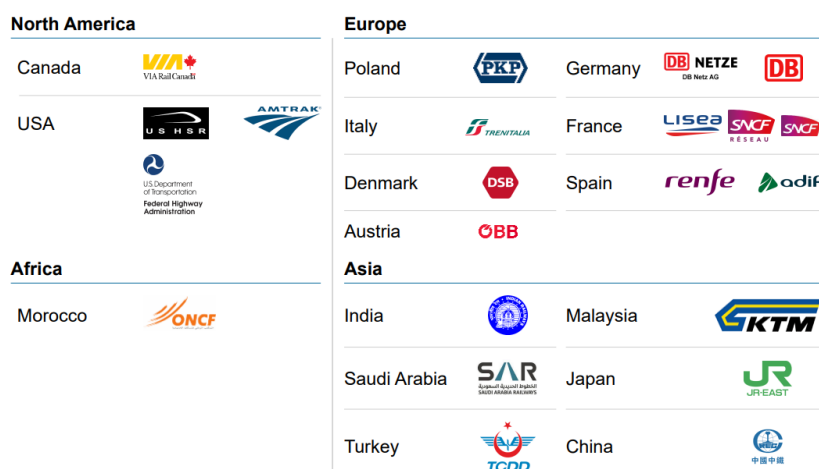 North America
Canada
VIA
VIA Rail Canada
USA
US HSR
AMTRAK
U.S. Department
of Transportation
Federal Highway
Administration
Europe
Poland
PKP
Germany
DB NETZE
DB Netz AG
DB
Italy
TRENITALIA
France
LISea
SNCF
RÉSEAU
SNCF
Denmark
DSB
Spain
renfe
adif
Austria
ÖBB
Africa
Morocco
ONCF
Asia
India
Malaysia
KTM
Saudi Arabia
SAR
الخطوط الحديدية السعودية
SAUDI ARABIA RAILWAYS
Japan
JR
JR-EAST
Turkey
TCDD
China
中國中鐵